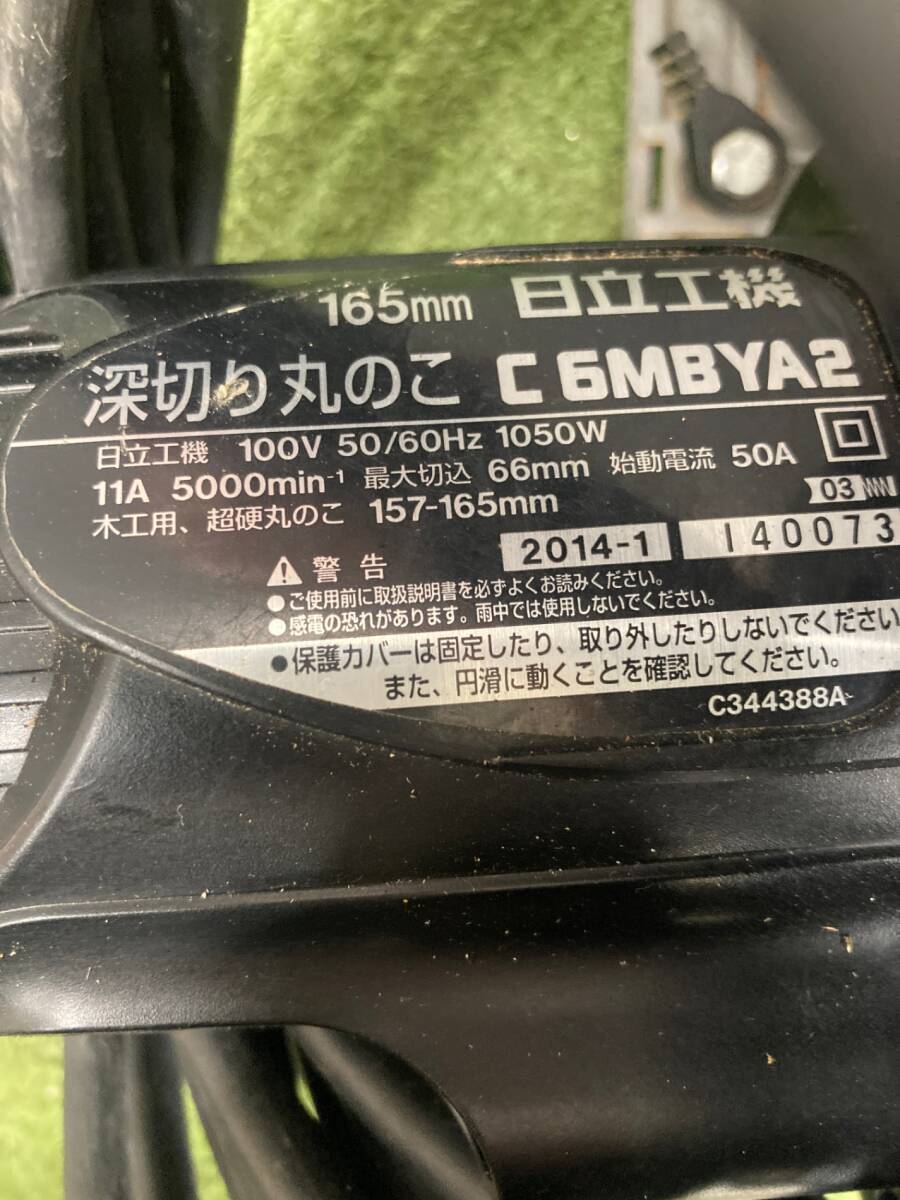 165mm 日立工機
深切り丸のこ C 6MBYA2
日立工機 100V 50/60Hz 1050W
11A 5000min⁻¹ 最大切込 66mm 始動電流 50A
木工用、超硬丸のこ 157-165mm
03
2014-1 140073
警告
●ご使用前に取扱説明書を必ずよくお読みください。
●感電の恐れがあります。雨中では使用しないでください。
●保護カバーは固定したり、取り外したりしないでください
また、円滑に動くことを確認してください。
C344388A